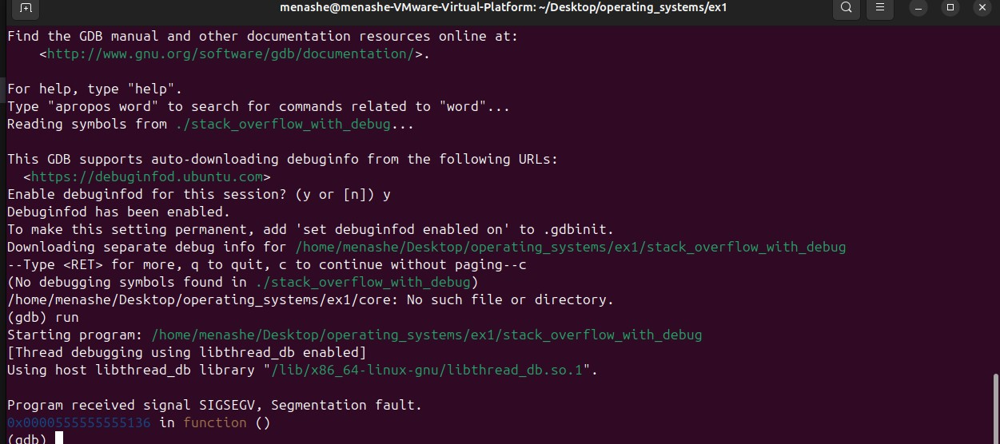 menashe@menashe-VMware-Virtual-Platform: ~/Desktop/operating_systems/ex1
Find the GDB manual and other documentation resources online at:
    <http://www.gnu.org/software/gdb/documentation/>.
For help, type "help".
Type "apropos word" to search for commands related to "word"...
Reading symbols from ./stack_overflow_with_debug...
This GDB supports auto-downloading debuginfo from the following URLs:
  <https://debuginfod.ubuntu.com>
Enable debuginfod for this session? (y or [n]) y
Debuginfod has been enabled.
To make this setting permanent, add 'set debuginfod enabled on' to .gdbinit.
Downloading separate debug info for /home/menashe/Desktop/operating_systems/ex1/stack_overflow_with_debug
--Type <RET> for more, q to quit, c to continue without paging--c
(No debugging symbols found in ./stack_overflow_with_debug)
/home/menashe/Desktop/operating_systems/ex1/core: No such file or directory.
(gdb) run
Starting program: /home/menashe/Desktop/operating_systems/ex1/stack_overflow_with_debug
[Thread debugging using libthread_db enabled]
Using host libthread_db library "/lib/x86_64-linux-gnu/libthread_db.so.1".
Program received signal SIGSEGV, Segmentation fault.
0x0000555555555136 in function ()
(gdb)